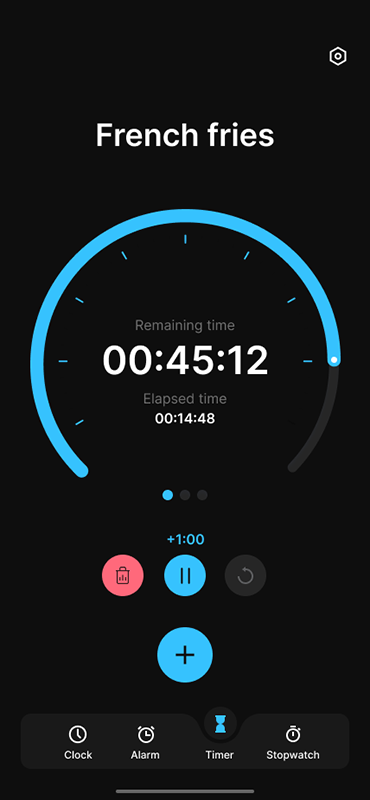 French fries
Remaining time
00:45:12
Elapsed time
00:14:48
+1:00
Clock
Alarm
Timer
Stopwatch